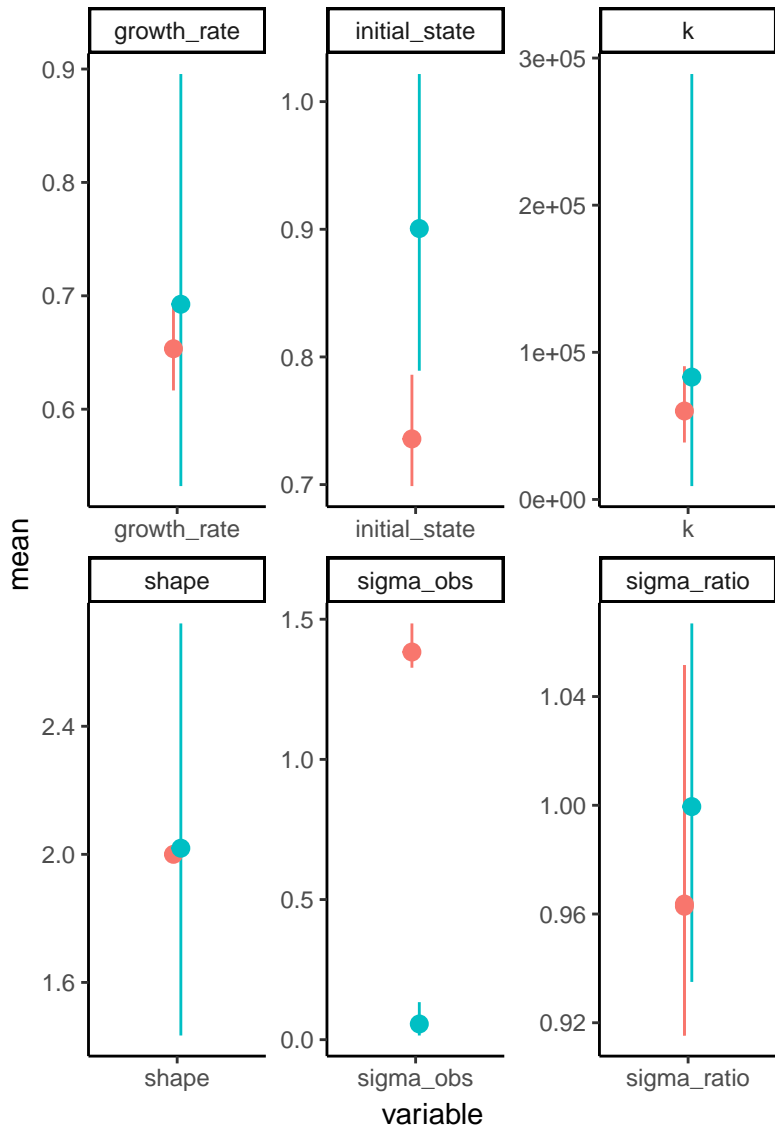 growth_rate initial_state k
0.9
0.8
0.7
0.6
1.0
0.9
0.8
0.7
3e+05
2e+05
1e+05
0e+00
growth_rate initial_state k
mean
shape sigma_obs sigma_ratio
2.4
2.0
1.6
1.5
1.0
0.5
0.0
1.04
1.00
0.96
0.92
shape sigma_obs sigma_ratio
variable